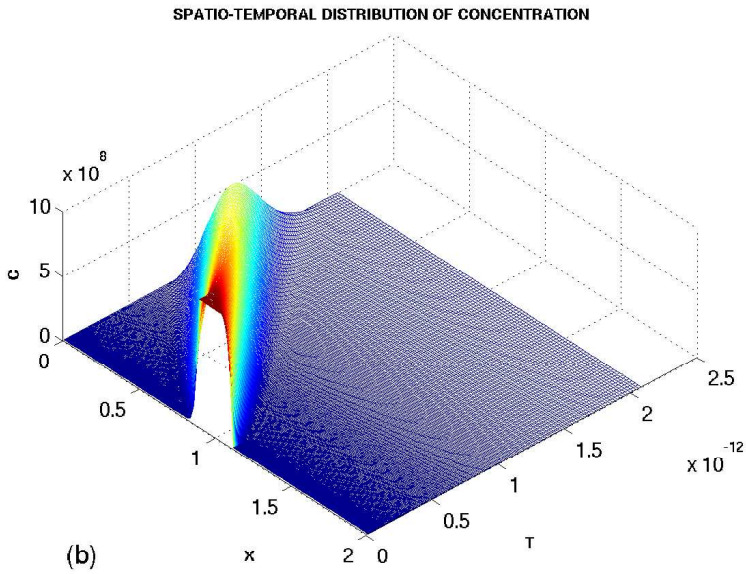 SPATIO-TEMPORAL DISTRIBUTION OF CONCENTRATION
x 10^8
10
5
0
C
0
0.5
1
1.5
2
X
0
0.5
1
1.5
2
2.5
x 10^-12
T
(b)